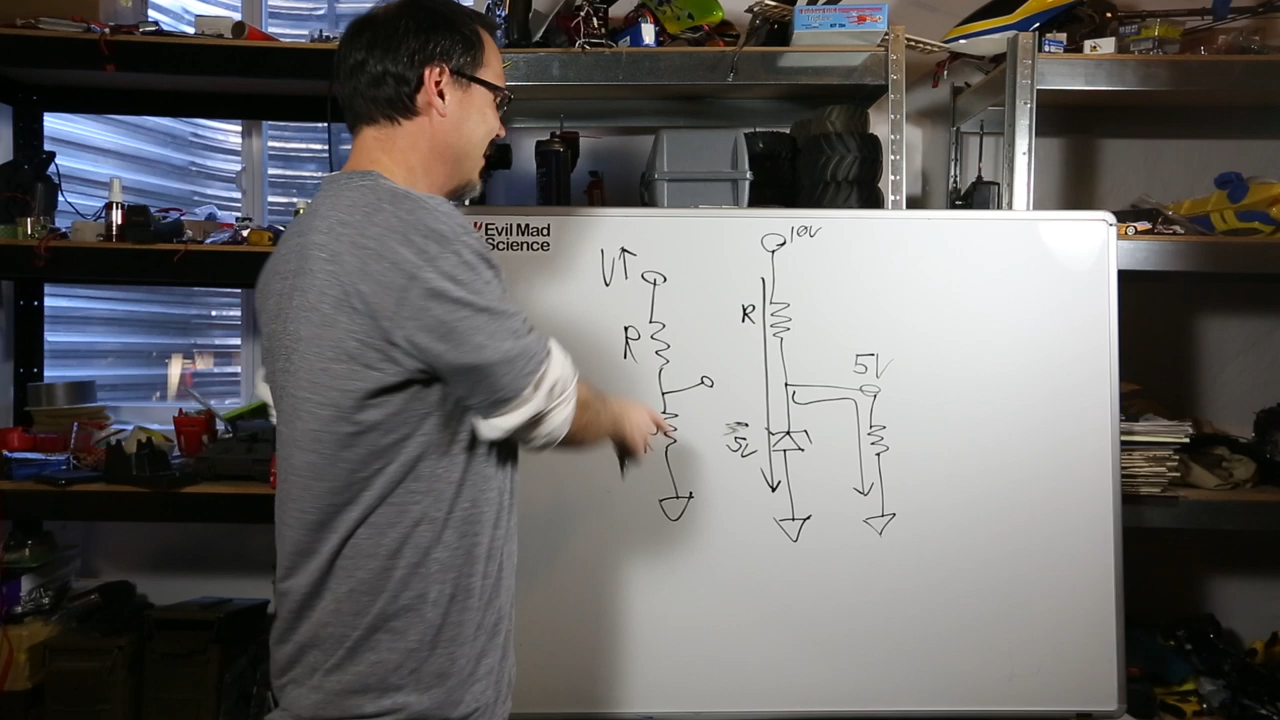 Evil Mad
Science
V↑
R
10V
R
5V
5V